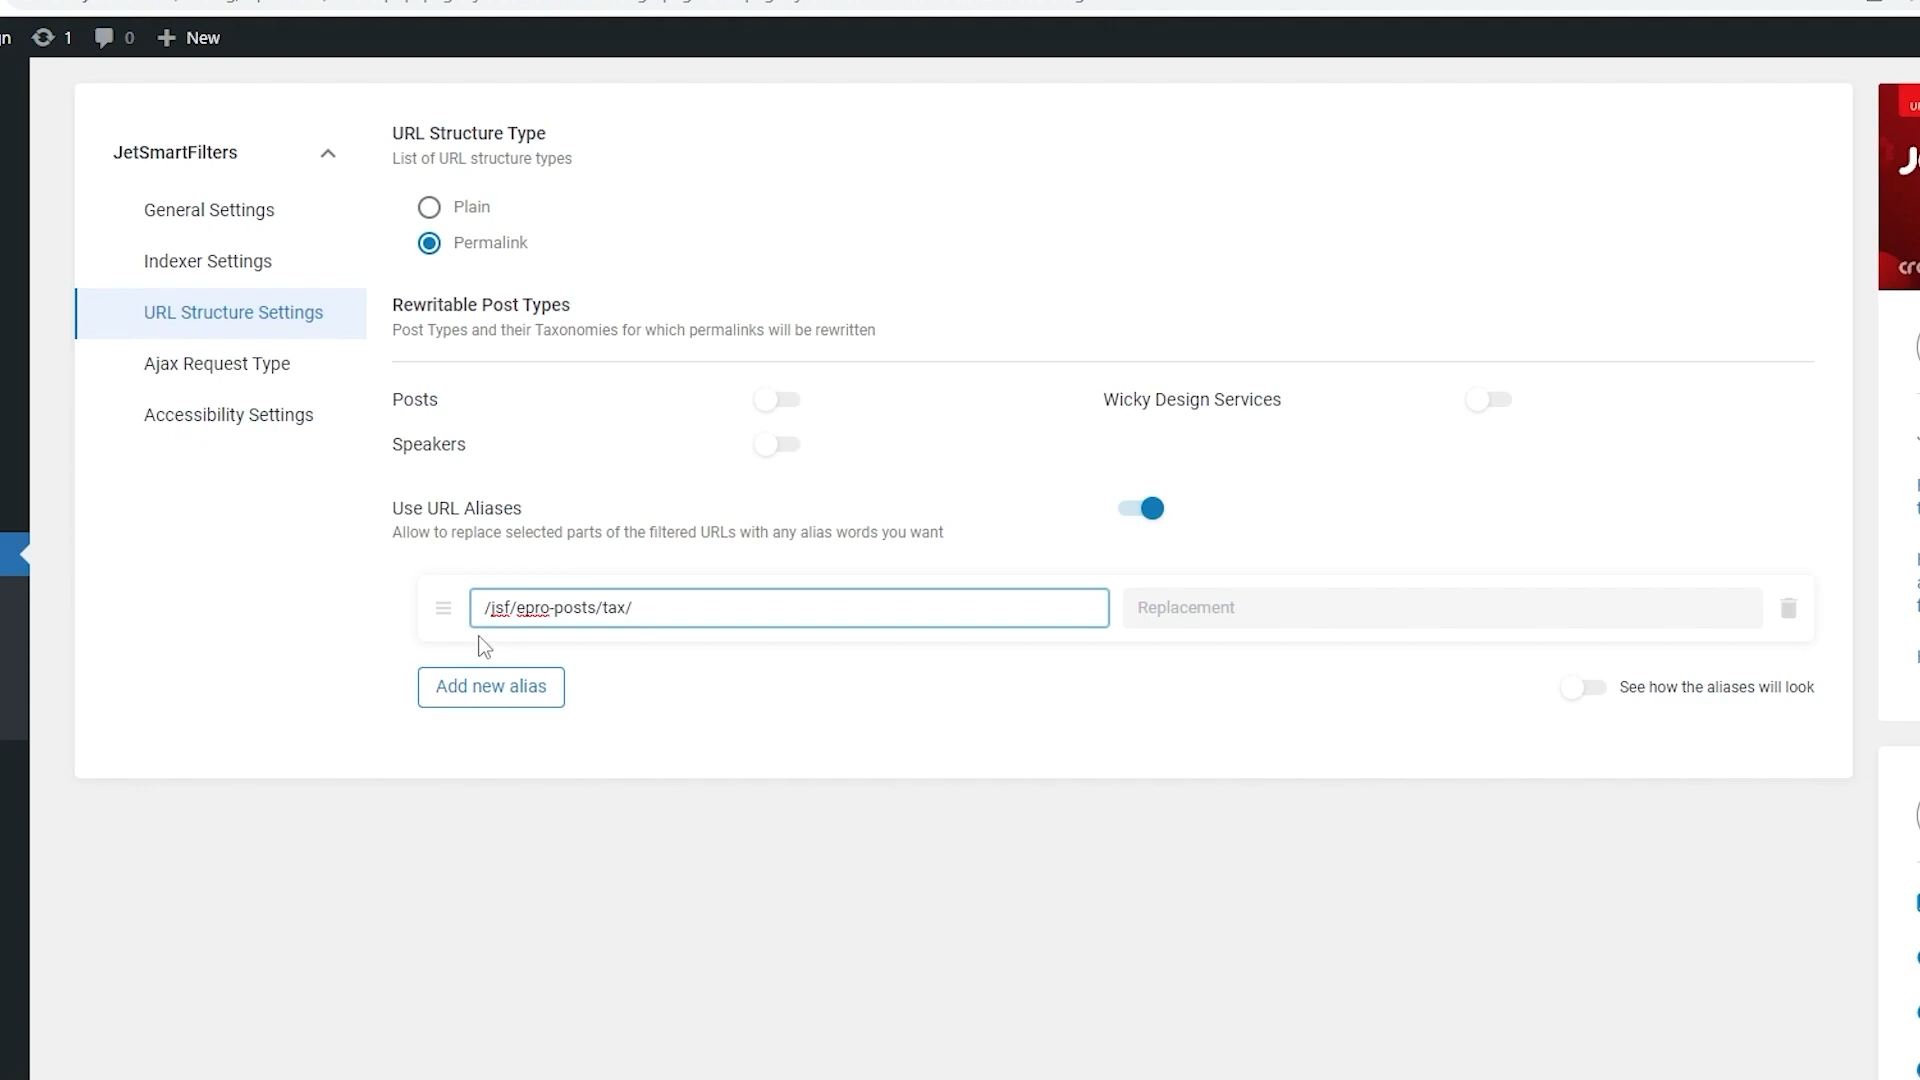 1 0 New
JetSmartFilters
General Settings
Indexer Settings
URL Structure Settings
Ajax Request Type
Accessibility Settings
URL Structure Type
List of URL structure types
Plain
Permalink
Rewritable Post Types
Post Types and their Taxonomies for which permalinks will be rewritten
Posts
Wicky Design Services
Speakers
Use URL Aliases
Allow to replace selected parts of the filtered URLs with any alias words you want
/jsf/epro-posts/tax/
Replacement
Add new alias
See how the aliases will look